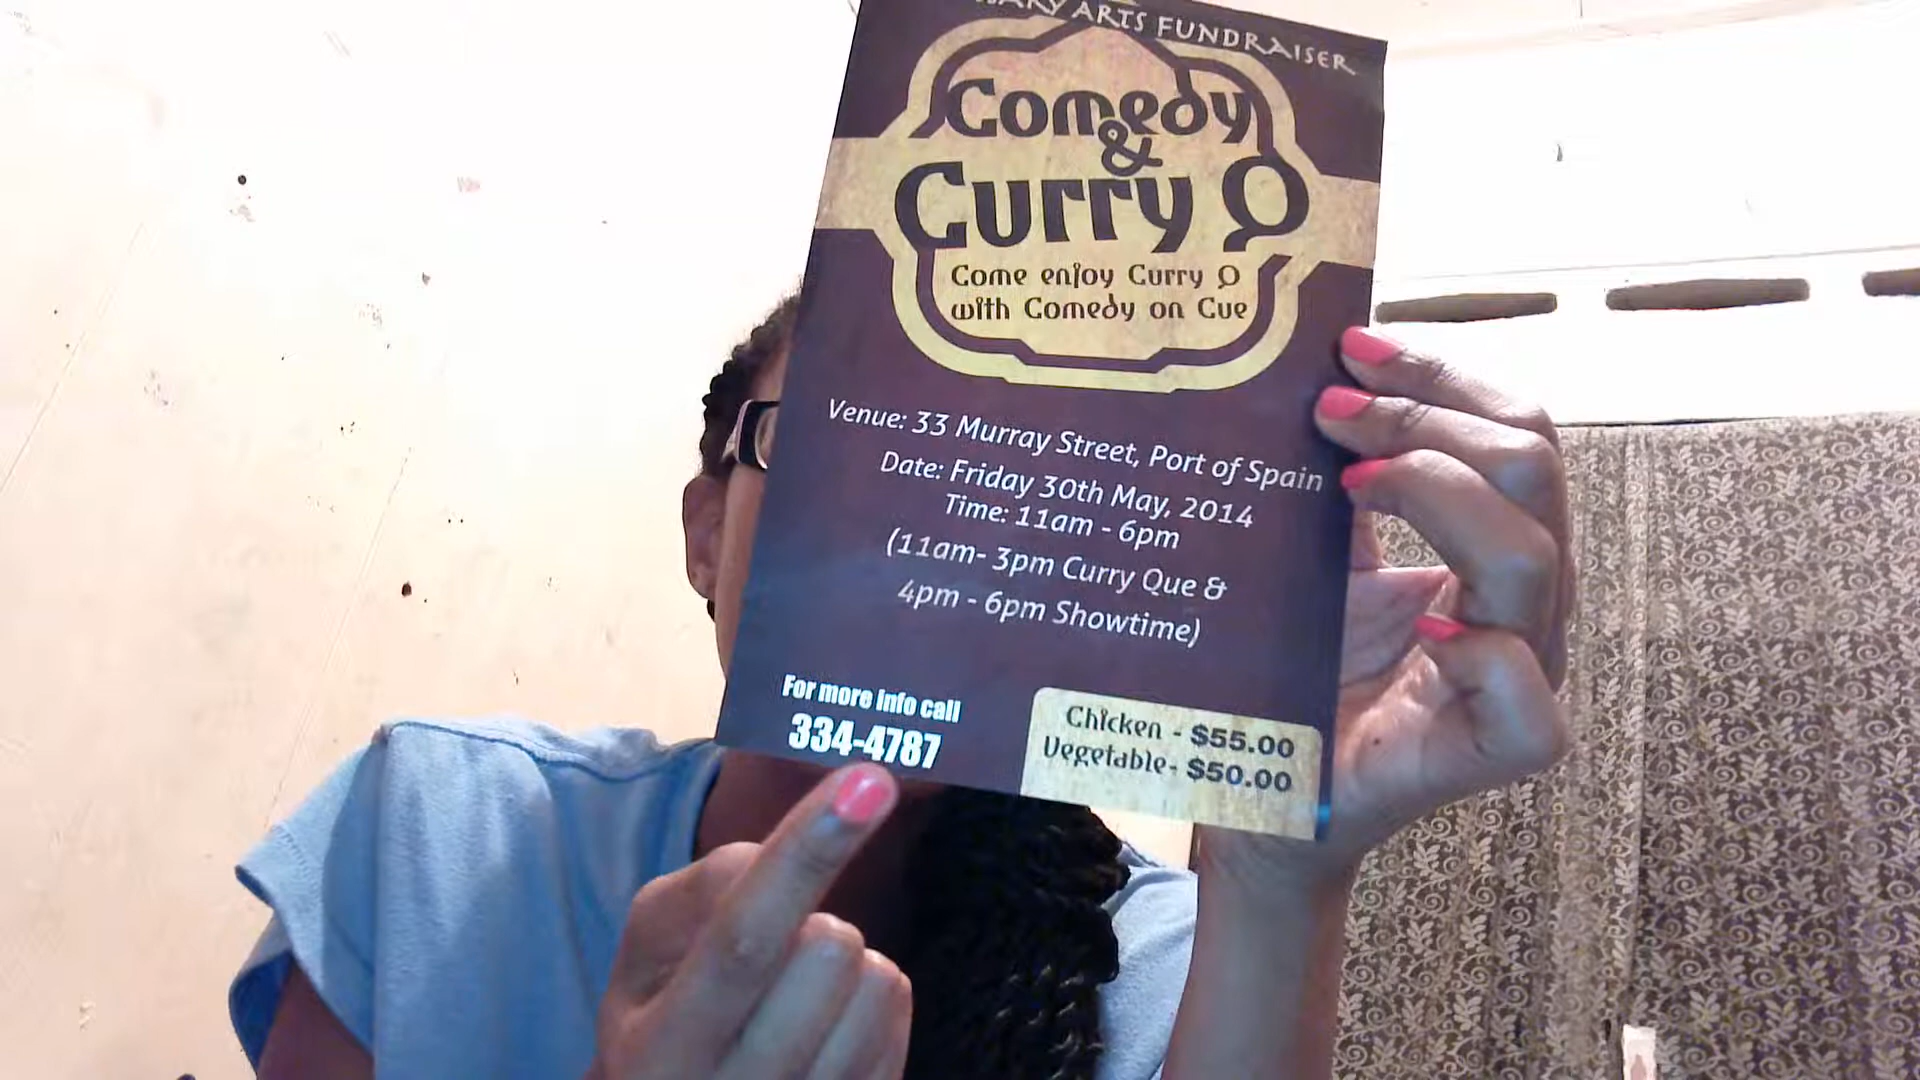 ARTS FUNDRAISER
Comedy
&
Curry Q
Come enjoy Curry Q
with Comedy on Cue
Venue: 33 Murray Street, Port of Spain
Date: Friday 30th May, 2014
Time: 11am - 6pm
(11am- 3pm Curry Que &
4pm - 6pm Showtime)
For more info call
334-4787
Chicken - $55.00
Vegetable- $50.00